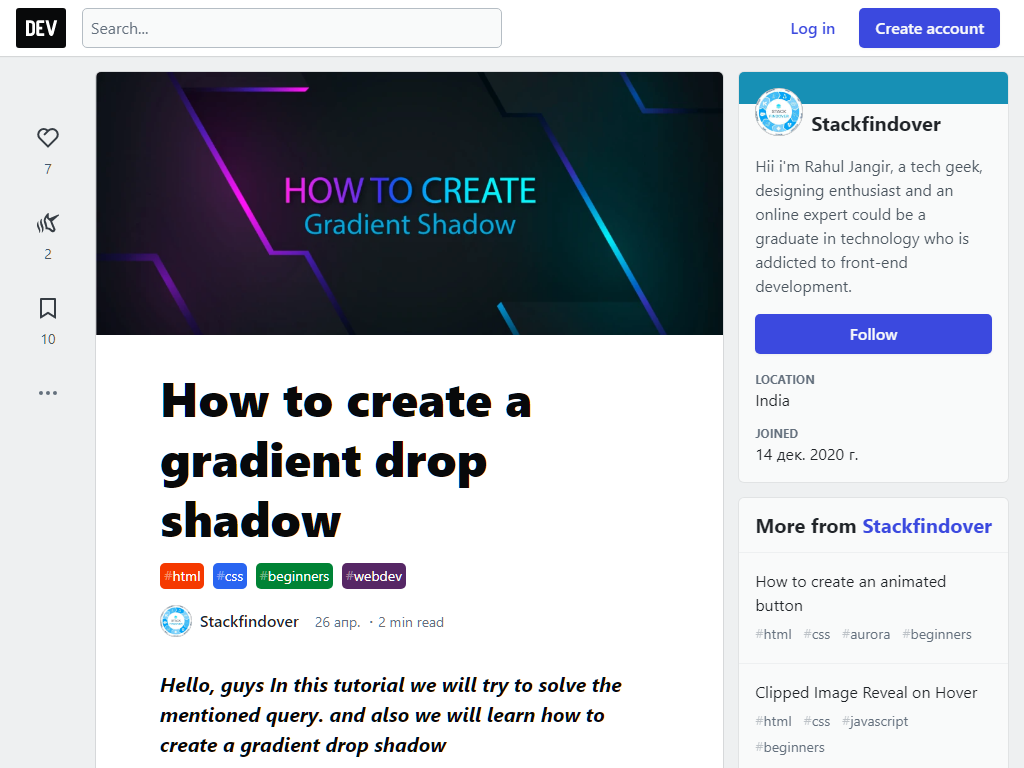 DEV
Search...
Log in
Create account
7
2
10
HOW TO CREATE
Gradient Shadow
How to create a
gradient drop
shadow
#html #css #beginners #webdev
Stackfindover 26 апр. ・2 min read
Hello, guys In this tutorial we will try to solve the
mentioned query. and also we will learn how to
create a gradient drop shadow
Stackfindover
Hii i'm Rahul Jangir, a tech geek,
designing enthusiast and an
online expert could be a
graduate in technology who is
addicted to front-end
development.
Follow
LOCATION
India
JOINED
14 дек. 2020 г.
More from Stackfindover
How to create an animated
button
#html #css #aurora #beginners
Clipped Image Reveal on Hover
#html #css #javascript
#beginners